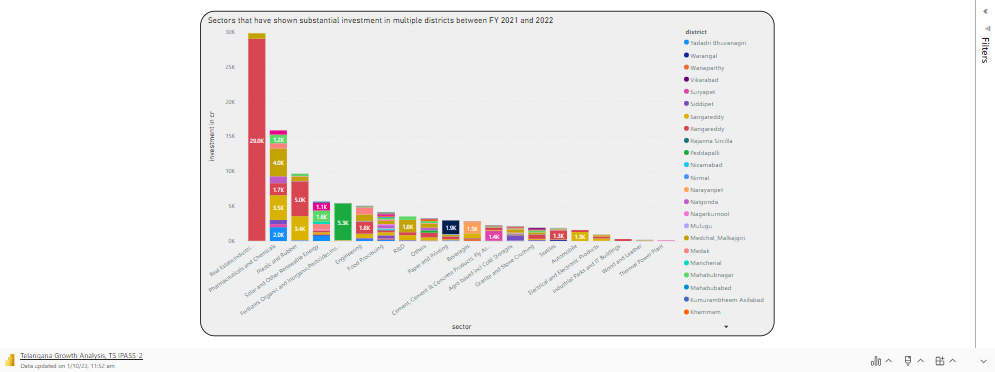 Sectors that have shown substantial investment in multiple districts between FY 2021 and 2022
30K
25K
20K
15K
10K
5K
0K
investment in cr
29.0K
1.2K
4.0K
1.7K
3.5K
2.0K
5.0K
3.4K
1.1K
1.6K
5.3K
1.8K
1.8K
1.9K
1.5K
1.4K
1.3K
1.3K
Real Estate,Indust...
Pharmaceuticals and Chemicals
Plastic and Rubber
Solar and Other Renewable Energy
Fertlizers Organic and Inorganic,Pesticides,Ins...
Engineering
Food Processing
R&D
Others
Paper and Printing
Beverages
Cement, Cement & Concrete Products, Fly As...
Agro based incl Cold Storages
Granite and Stone Crushing
Textiles
Automobile
Electrical and Electronic Products
Industrial Parks and IT Buildings
Wood and Leather
Thermal Power Plant
sector
district
Yadadri Bhuvanagiri
Warangal
Wanaparthy
Vikarabad
Suryapet
Siddipet
Sangareddy
Rangareddy
Rajanna Sircilla
Peddapalli
Nizamabad
Nirmal
Narayanpet
Nalgonda
Nagarkurnool
Mulugu
Medchal_Malkajgiri
Medak
Mancherial
Mahabubnagar
Mahabubabad
Kumurambheem Asifabad
Khammam
Filters
Telangana Growth Analysis, TS IPASS_2
Data updated on 1/10/23, 11:52 am